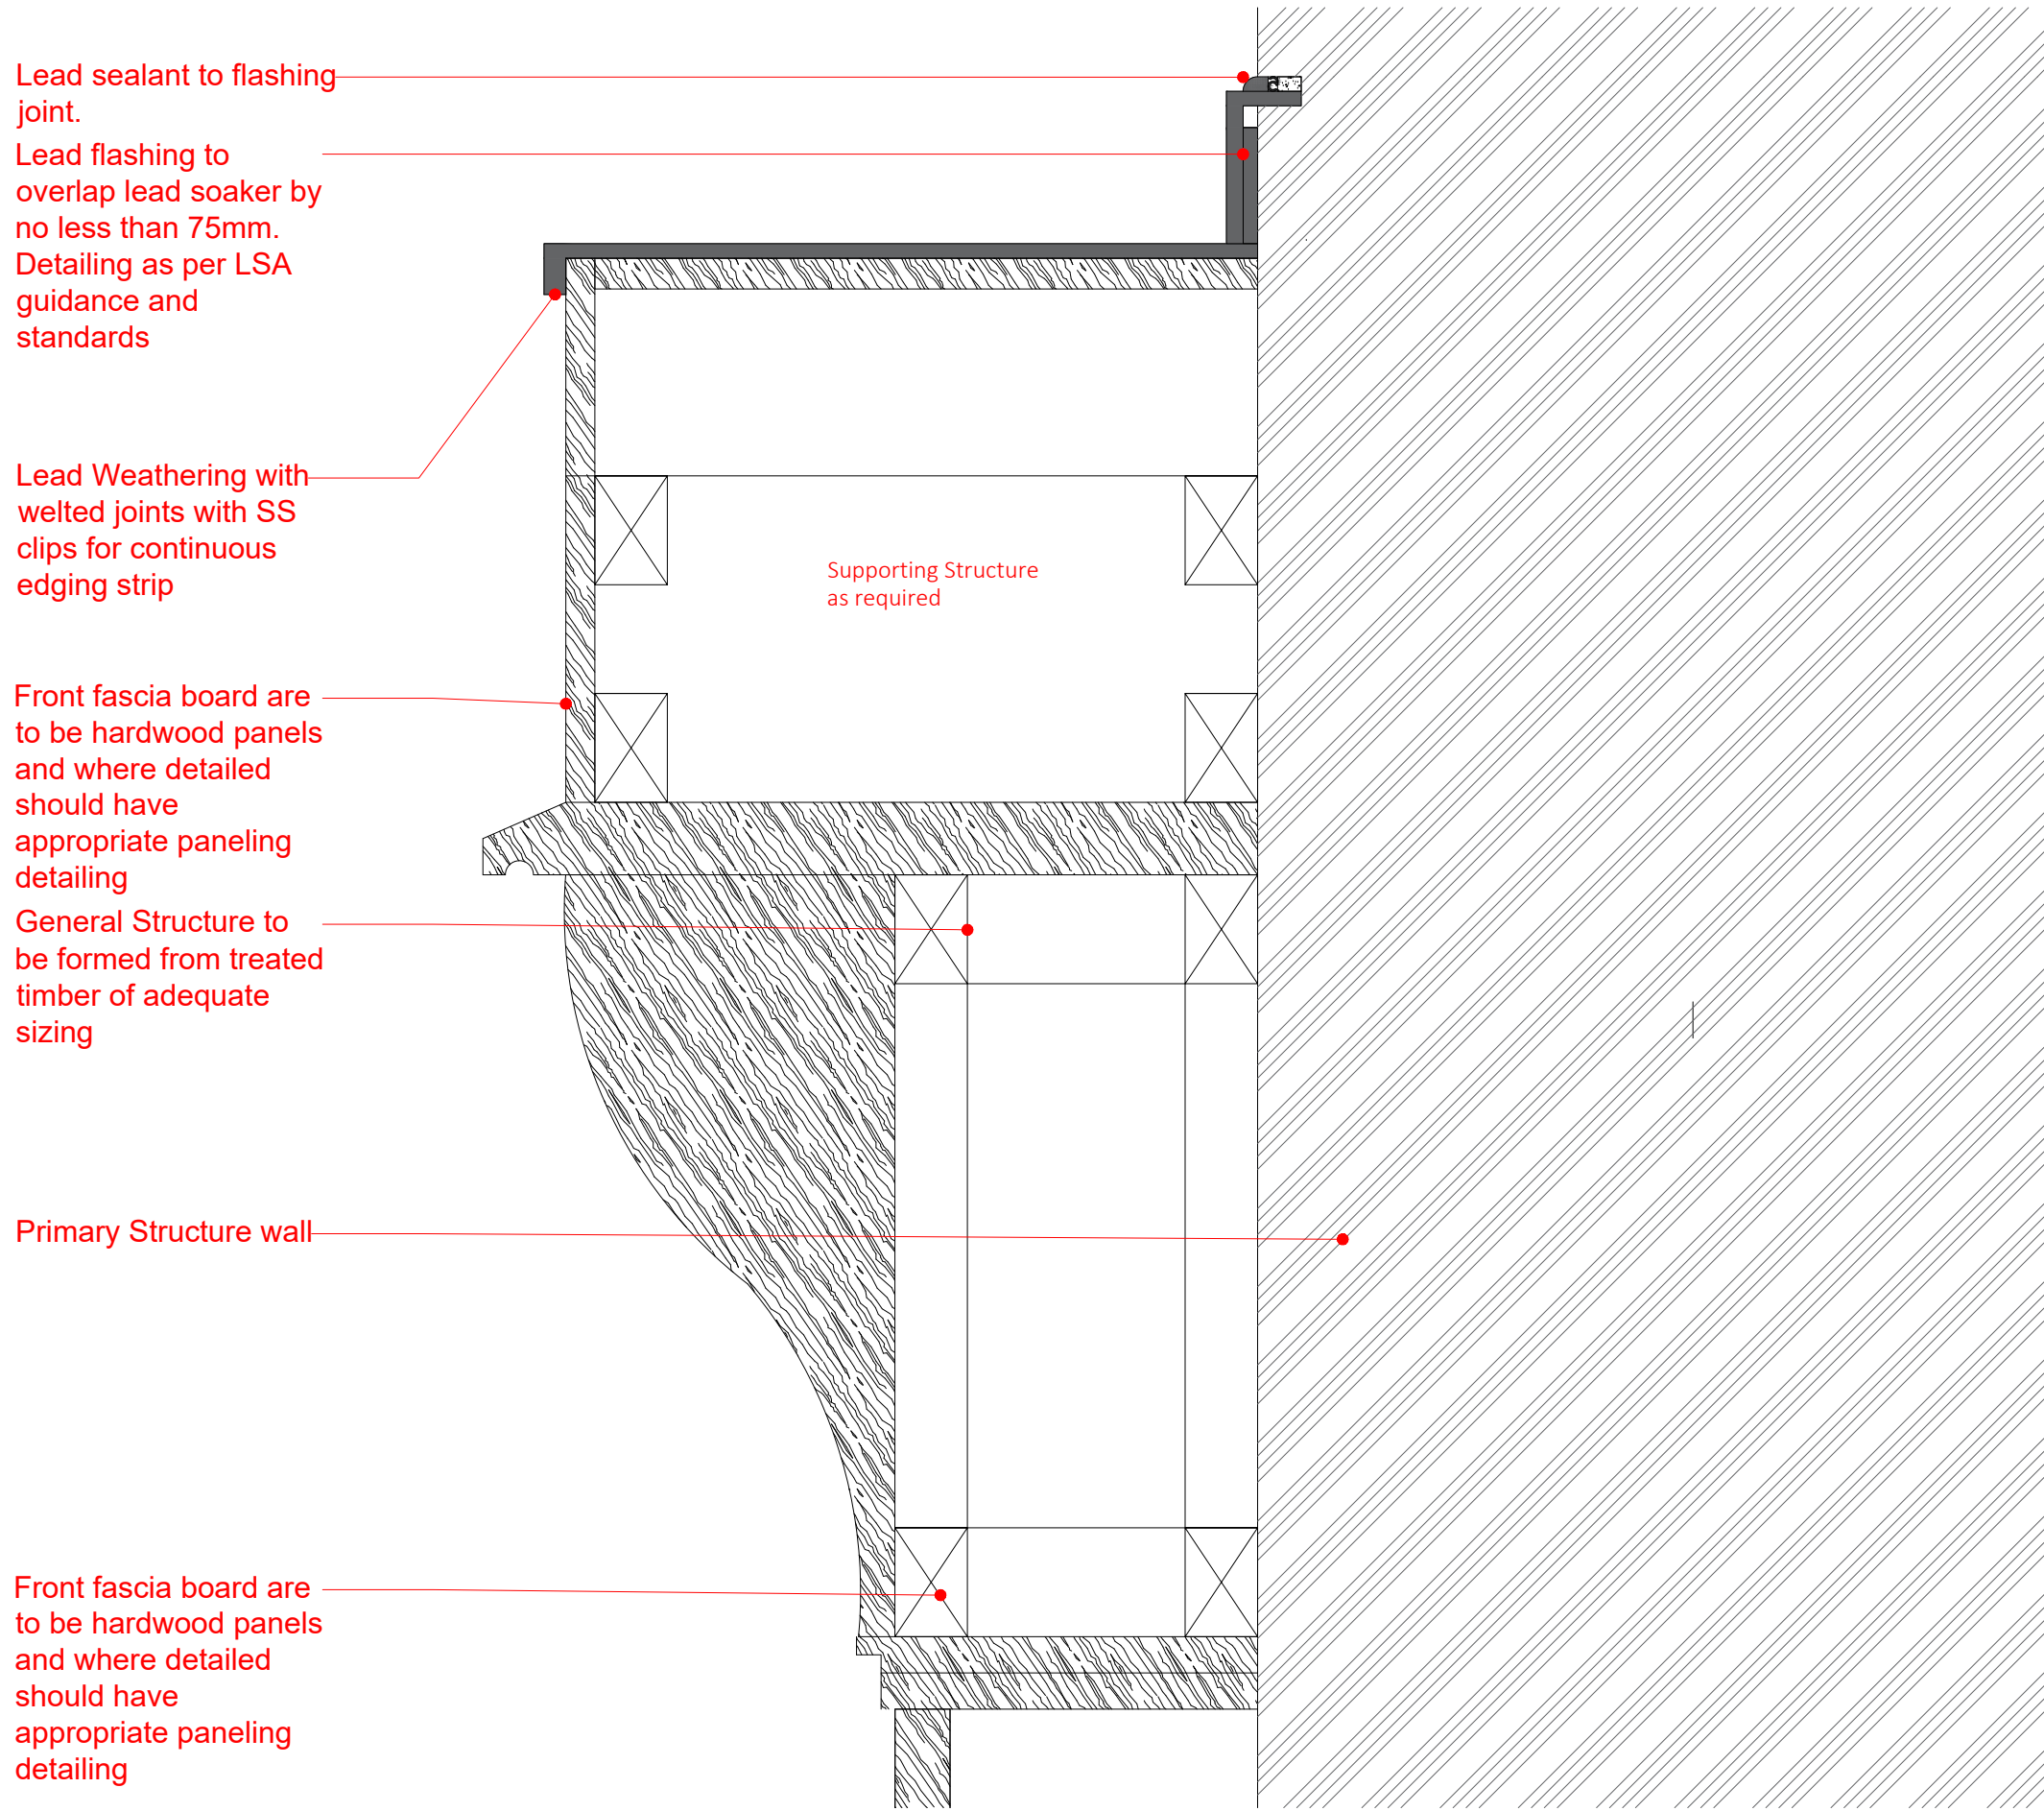 Lead sealant to flashing
joint.
Lead flashing to
overlap lead soaker by
no less than 75mm.
Detailing as per LSA
guidance and
standards
Lead Weathering with
welted joints with SS
clips for continuous
edging strip
Supporting Structure
as required
Front fascia board are
to be hardwood panels
and where detailed
should have
appropriate paneling
detailing
General Structure to
be formed from treated
timber of adequate
sizing
Primary Structure wall
Front fascia board are
to be hardwood panels
and where detailed
should have
appropriate paneling
detailing